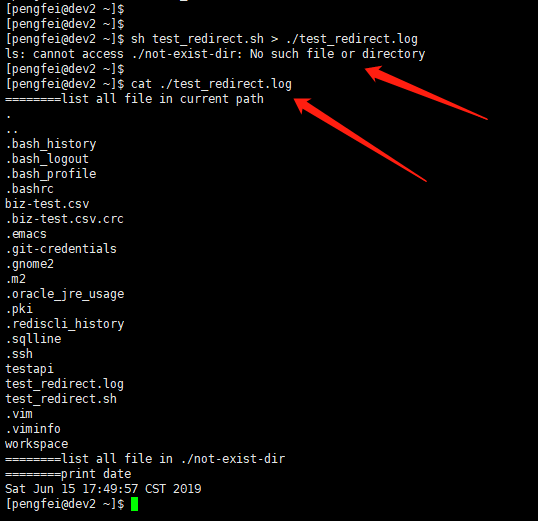 [pengfei@dev2 ~]$
[pengfei@dev2 ~]$
[pengfei@dev2 ~]$ sh test_redirect.sh > ./test_redirect.log
ls: cannot access ./not-exist-dir: No such file or directory
[pengfei@dev2 ~]$
[pengfei@dev2 ~]$ cat ./test_redirect.log
========list all file in current path
.
..
.bash_history
.bash_logout
.bash_profile
.bashrc
biz-test.csv
.biz-test.csv.crc
.emacs
.git-credentials
.gnome2
.m2
.oracle_jre_usage
.pki
.rediscli_history
.sqlline
.ssh
testapi
test_redirect.log
test_redirect.sh
.vim
.viminfo
workspace
========list all file in ./not-exist-dir
========print date
Sat Jun 15 17:49:57 CST 2019
[pengfei@dev2 ~]$